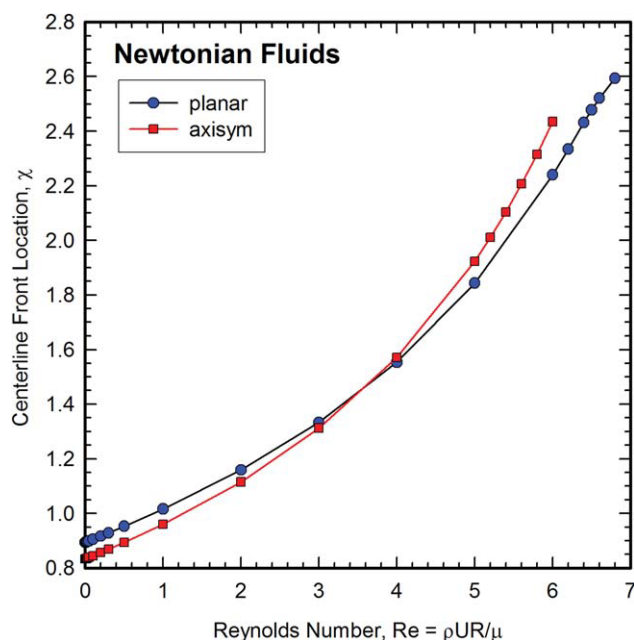 Newtonian Fluids
planar
axisym
Centerline Front Location, χ
2.8
2.6
2.4
2.2
2.0
1.8
1.6
1.4
1.2
1.0
0.8
0 1 2 3 4 5 6 7
Reynolds Number, Re = ρUR/μ